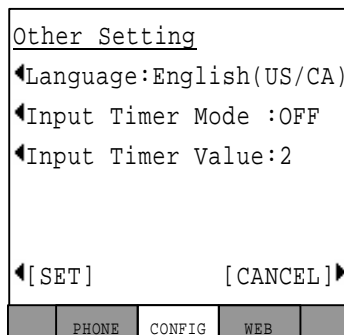 Other Setting
Language:English(US/CA)
Input Timer Mode :OFF
Input Timer Value:2
[SET] [CANCEL]
PHONE CONFIG WEB